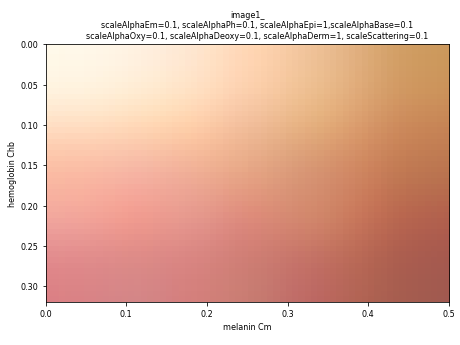 image1_
scaleAlphaEm=0.1, scaleAlphaPh=0.1, scaleAlphaEpi=1,scaleAlphaBase=0.1
scaleAlphaOxy=0.1, scaleAlphaDeoxy=0.1, scaleAlphaDerm=1, scaleScattering=0.1
0.00
0.05
0.10
0.15
0.20
0.25
0.30
hemoglobin Chb
0.0 0.1 0.2 0.3 0.4 0.5
melanin Cm